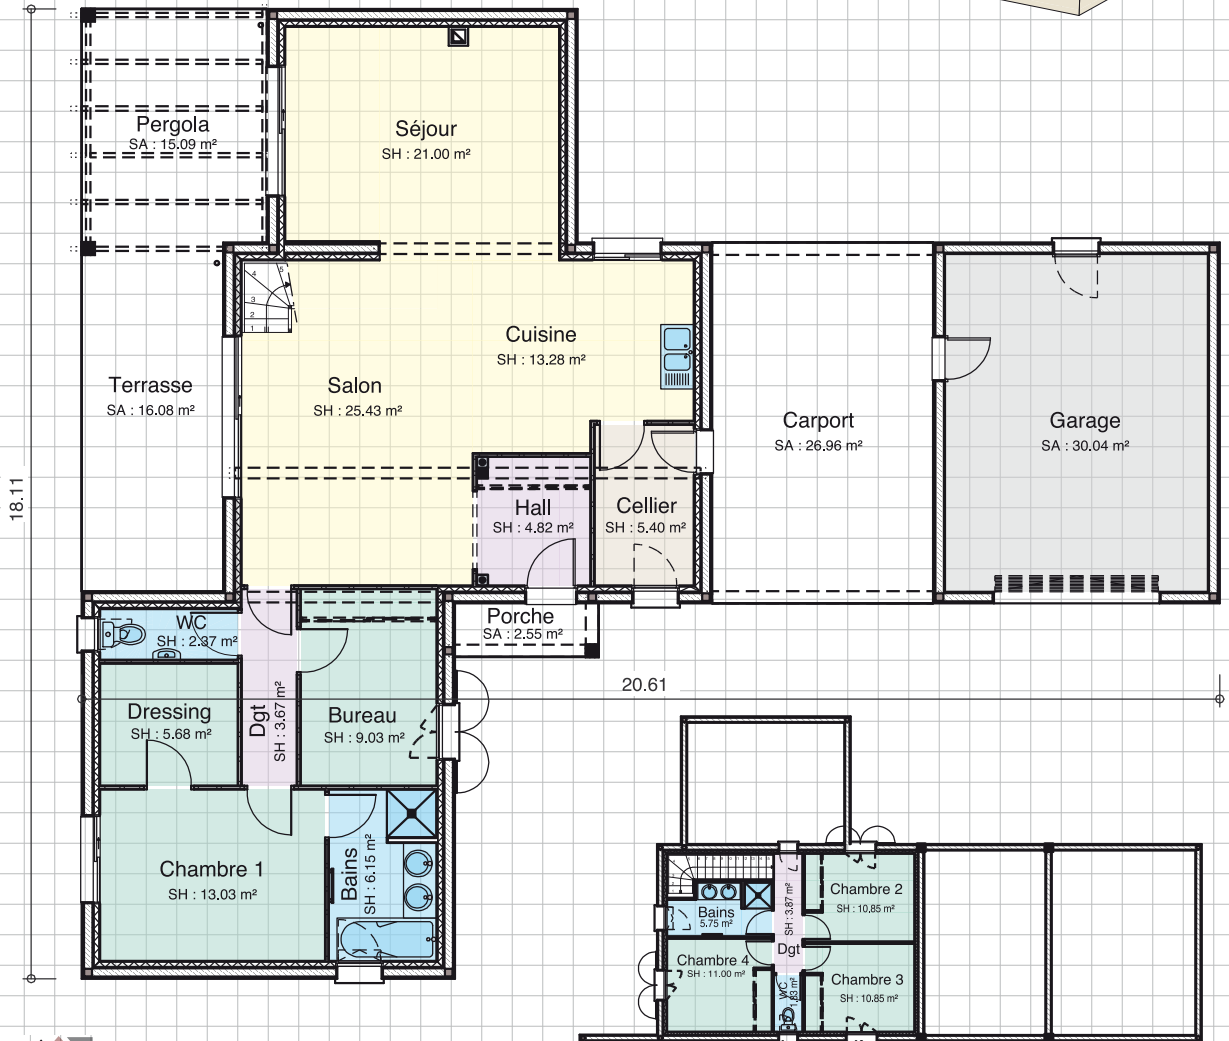 Pergola
SA : 15.09 m²
Séjour
SH : 21.00 m²
5
4
3
2
1
Cuisine
SH : 13.28 m²
Terrasse
SA : 16.08 m²
Salon
SH : 25.43 m²
Carport
SA : 26.96 m²
Garage
SA : 30.04 m²
18.11
Hall
SH : 4.82 m²
Cellier
SH : 5.40 m²
Porche
SA : 2.55 m²
WC
SH : 2.37 m²
20.61
Dressing
SH : 5.68 m²
Dgt
SH : 3.67 m²
Bureau
SH : 9.03 m²
Chambre 1
SH : 13.03 m²
Bains
SH : 6.15 m²
Chambre 2
SH : 10,85 m²
Bains
5.75 m²
SH : 3.87 m²
Dgt
Chambre 4
SH : 11.00 m²
Chambre 3
SH : 10.85 m²
WC